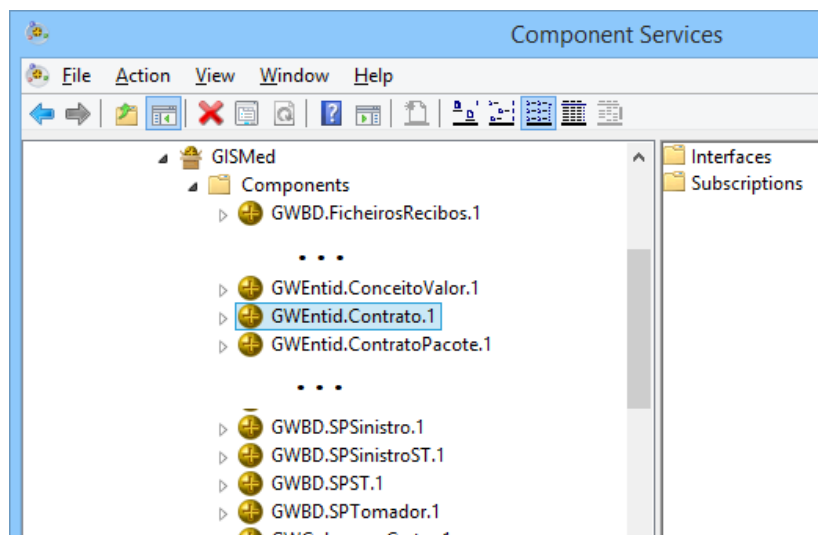 Component Services
File Action View Window Help
GISMed
Components
GWBD.FicheirosRecibos.1
...
GWEntid.ConceitoValor.1
GWEntid.Contrato.1
GWEntid.ContratoPacote.1
...
GWBD.SPSinistro.1
GWBD.SPSinistroST.1
GWBD.SPST.1
GWBD.SPTomador.1
Interfaces
Subscriptions